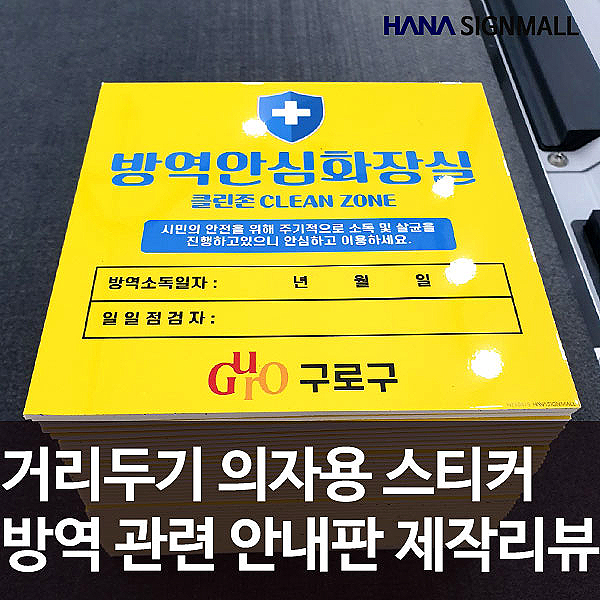 HANA SIGNMALL
방역안심화장실
클린존 CLEAN ZONE
시민의 안전을 위해 주기적으로 소독 및 살균을
진행하고있으니 안심하고 이용하세요.
방역소독일자 : 년 월 일
일일점검자 :
Guro 구로구
HANASIGNMALL
거리두기 의자용 스티커
방역 관련 안내판 제작리뷰